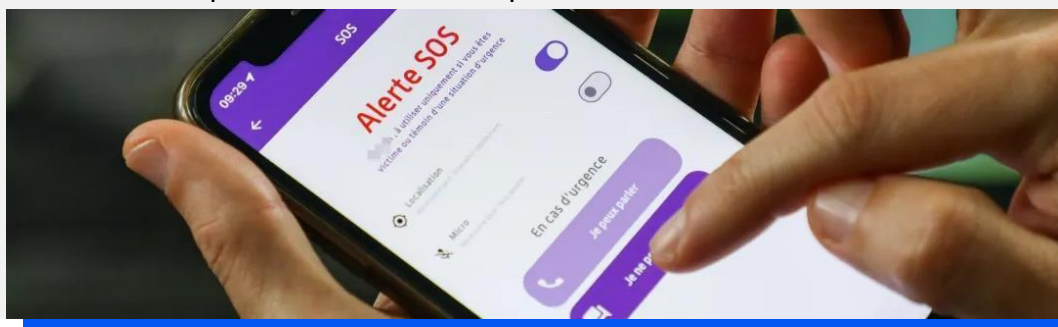 09:29
SOS
Alerte SOS
, à utiliser uniquement si vous êtes
victime ou témoin d'une situation d'urgence
Localisation
Micro
En cas d'urgence
Je peux parler
Je ne